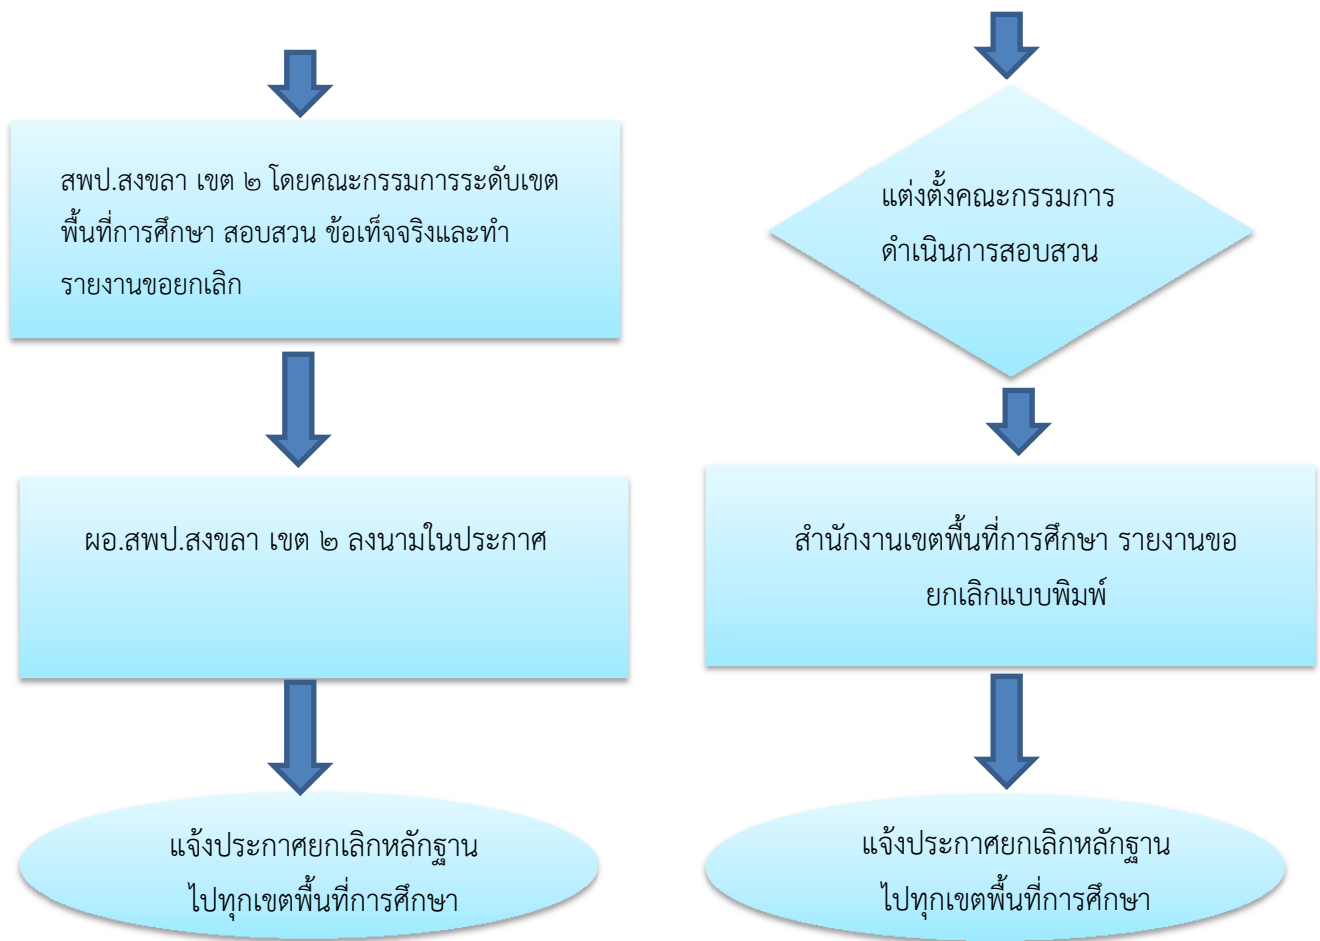 สพป.สงขลา เขต ๒ โดยคณะกรรมการระดับเขต
พื้นที่การศึกษา สอบสวน ข้อเท็จจริงและทำ
รายงานขอยกเลิก
ผอ.สพป.สงขลา เขต ๒ ลงนามในประกาศ
แจ้งประกาศยกเลิกหลักฐาน
ไปทุกเขตพื้นที่การศึกษา
แต่งตั้งคณะกรรมการ
ดำเนินการสอบสวน
สำนักงานเขตพื้นที่การศึกษา รายงานขอ
ยกเลิกแบบพิมพ์
แจ้งประกาศยกเลิกหลักฐาน
ไปทุกเขตพื้นที่การศึกษา